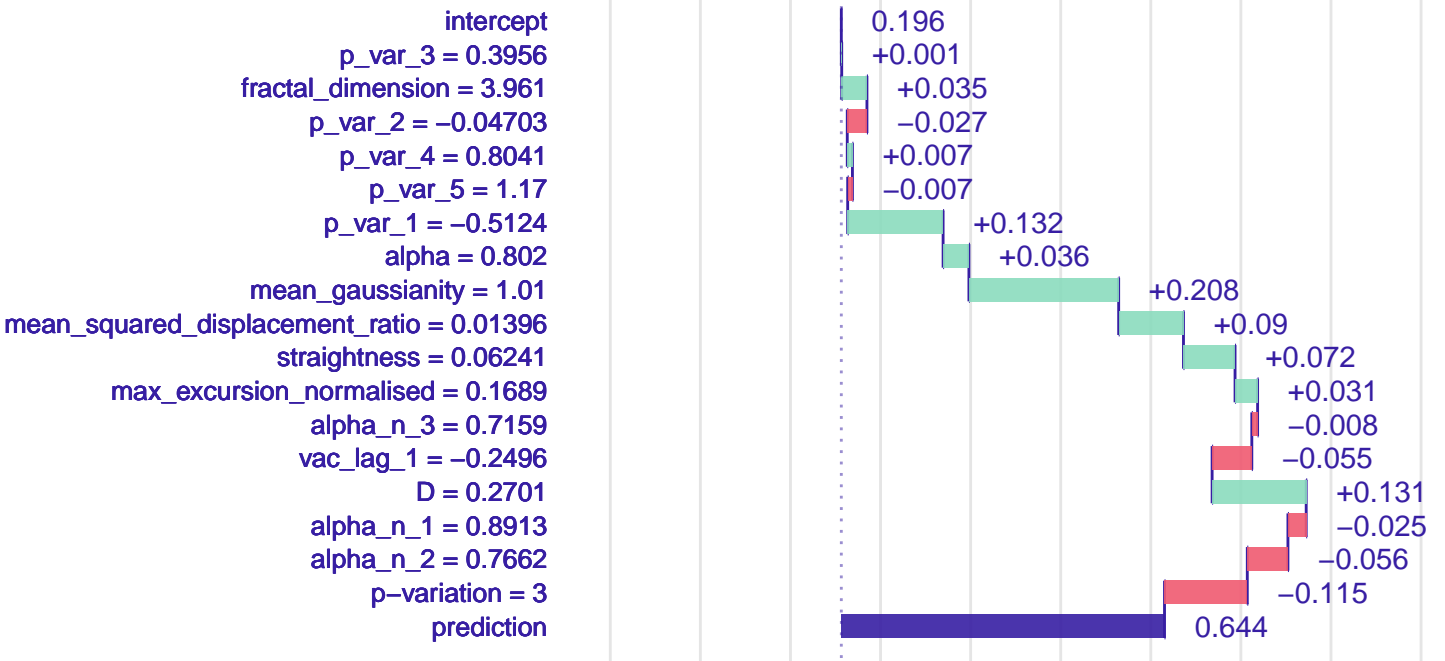 intercept 0.196
p_var_3 = 0.3956 +0.001
fractal_dimension = 3.961 +0.035
p_var_2 = −0.04703 −0.027
p_var_4 = 0.8041 +0.007
p_var_5 = 1.17 −0.007
p_var_1 = −0.5124 +0.132
alpha = 0.802 +0.036
mean_gaussianity = 1.01 +0.208
mean_squared_displacement_ratio = 0.01396 +0.09
straightness = 0.06241 +0.072
max_excursion_normalised = 0.1689 +0.031
alpha_n_3 = 0.7159 −0.008
vac_lag_1 = −0.2496 −0.055
D = 0.2701 +0.131
alpha_n_1 = 0.8913 −0.025
alpha_n_2 = 0.7662 −0.056
p−variation = 3 −0.115
prediction 0.644